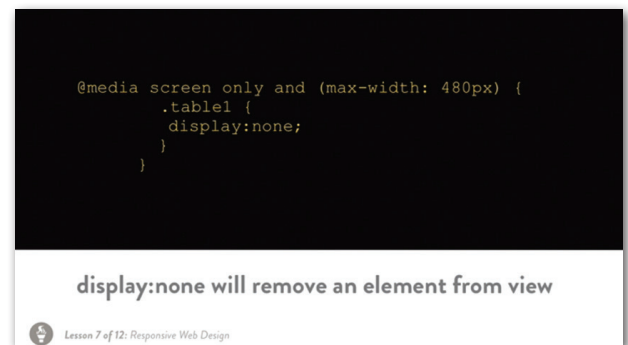 @media screen only and (max-width: 480px) {
.table1 {
display:none;
}
}
display:none will remove an element from view
Lesson 7 of 12: Responsive Web Design